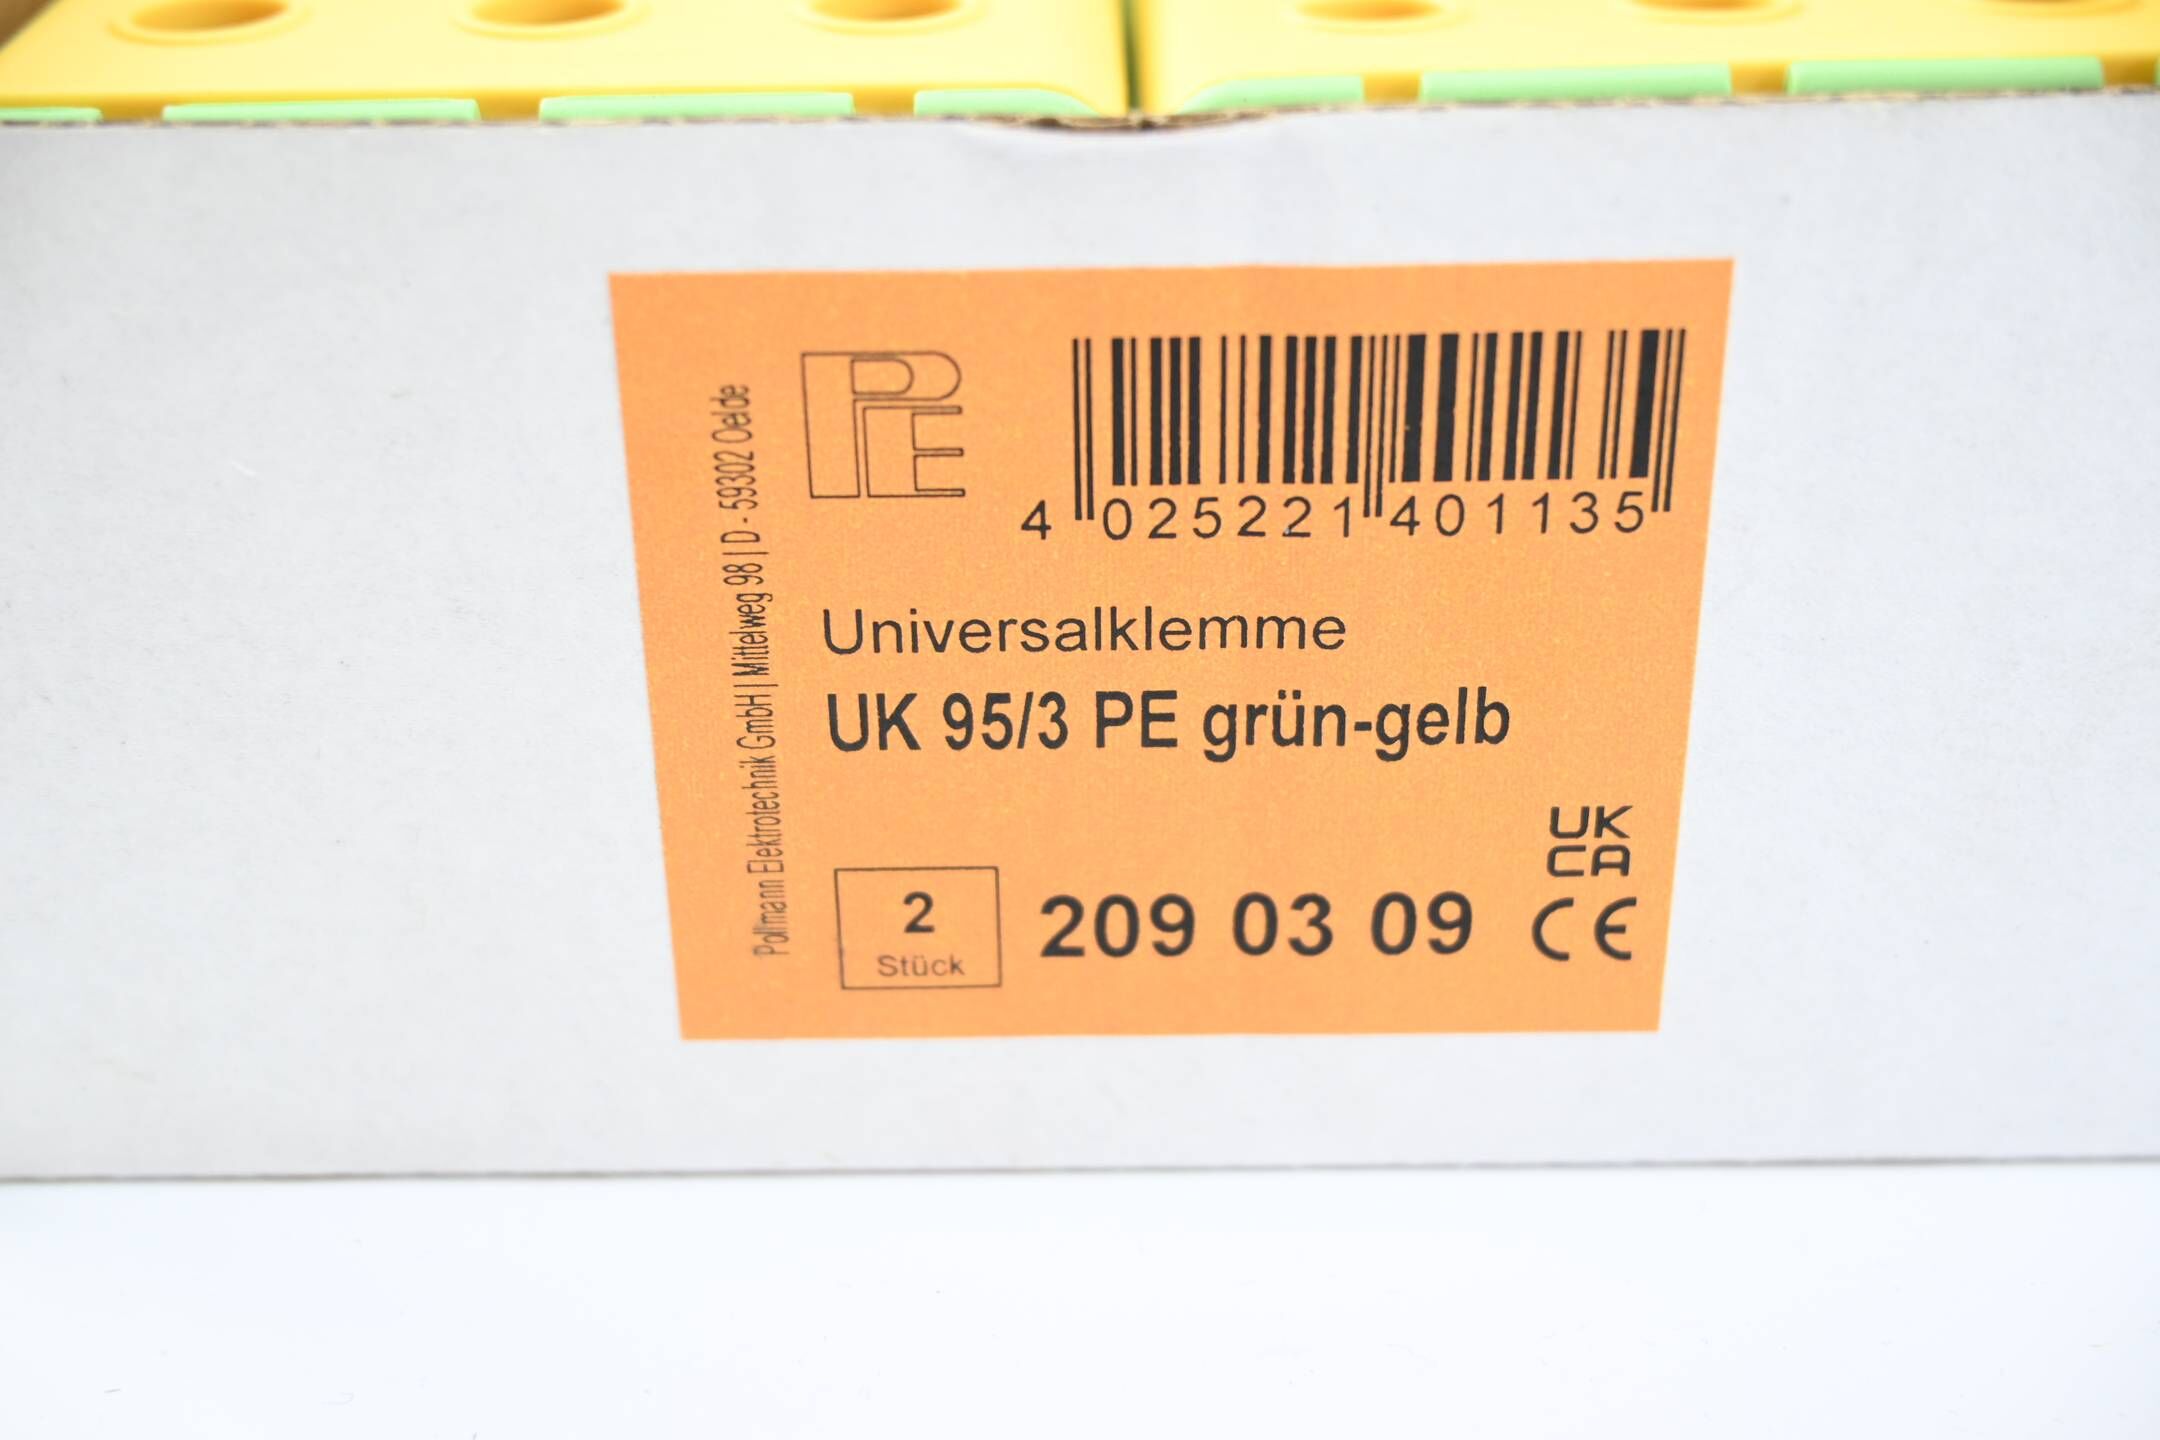 Pollmann Elektrotechnik GmbH | Mittelweg 98 | D - 59302 Oelde
PE
4 025221 401135
Universalklemme
UK 95/3 PE grün-gelb
UK
CA
2
Stück
209 03 09
CE